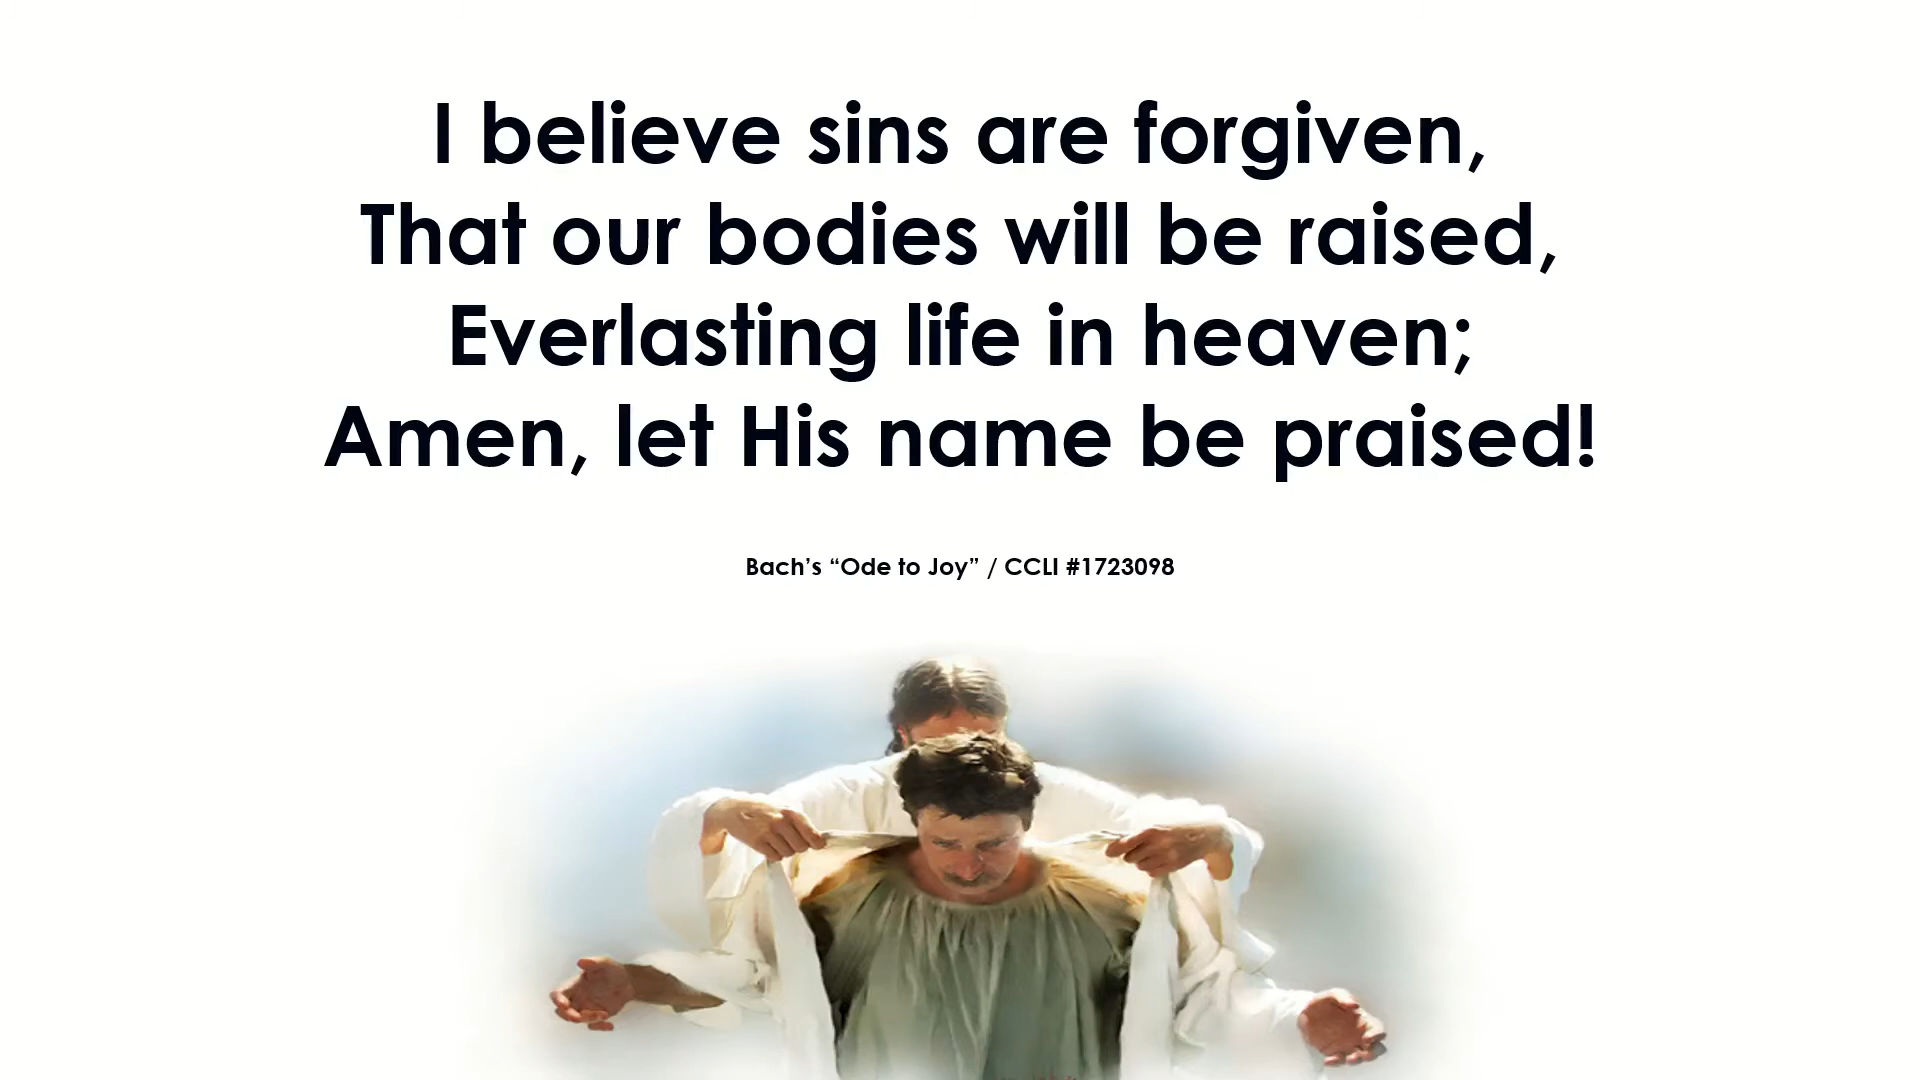 I believe sins are forgiven,
That our bodies will be raised,
Everlasting life in heaven;
Amen, let His name be praised!
Bach’s “Ode to Joy” / CCLI #1723098